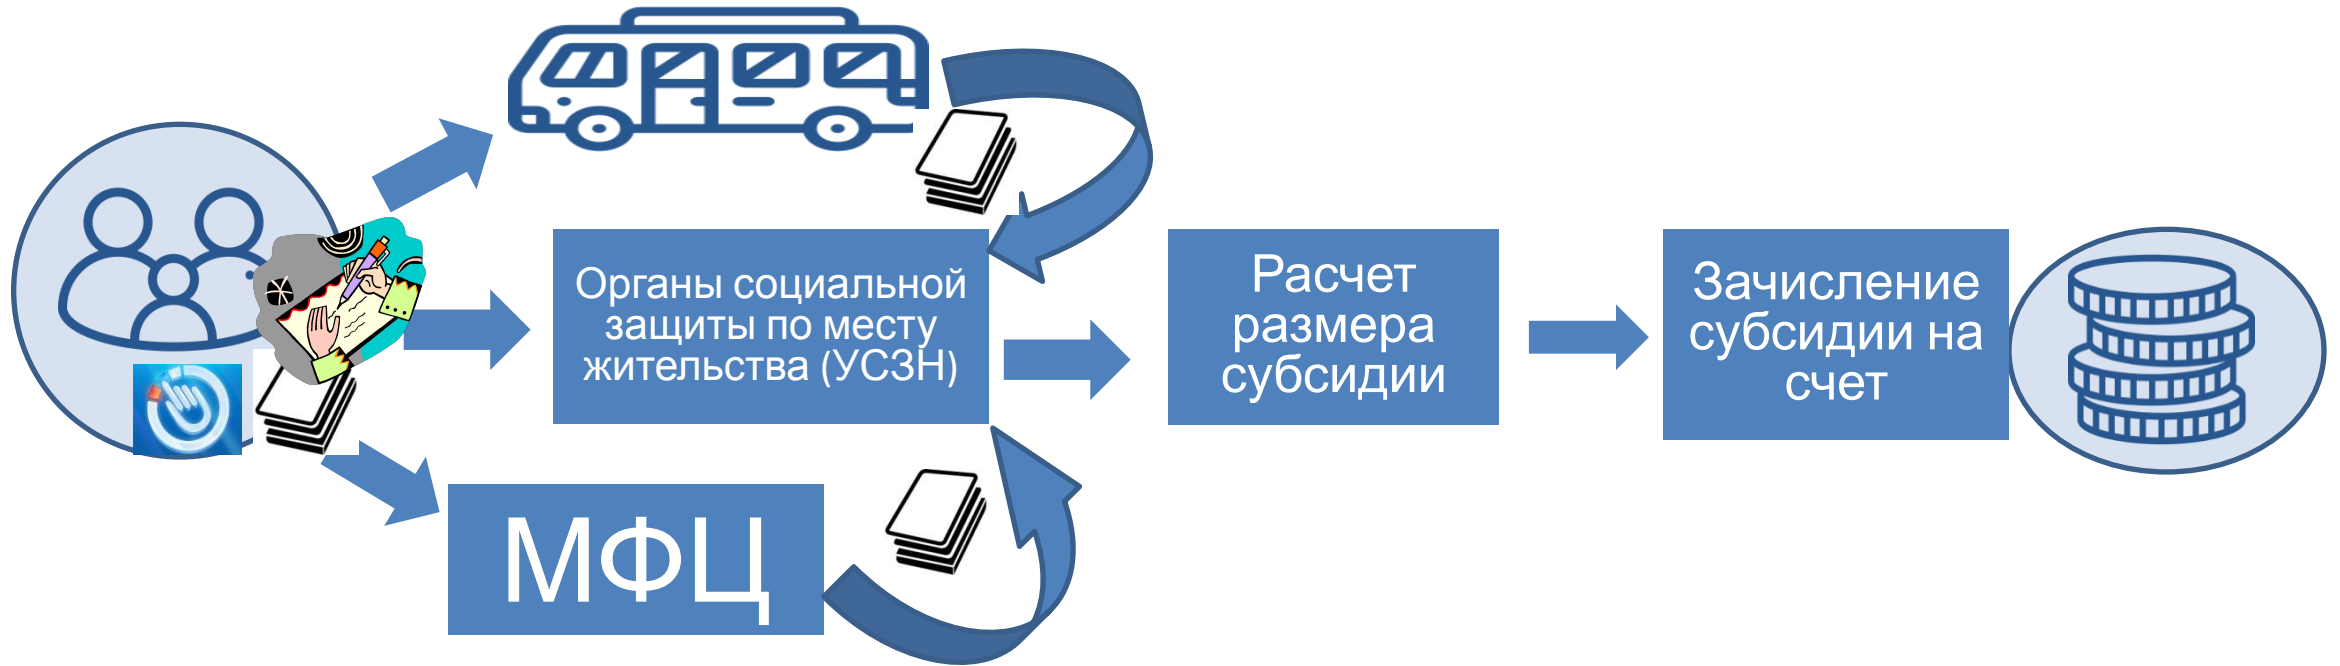 Органы социальной
защиты по месту
жительства (УСЗН)
МФЦ
Расчет
размера
субсидии
Зачисление
субсидии на
счет